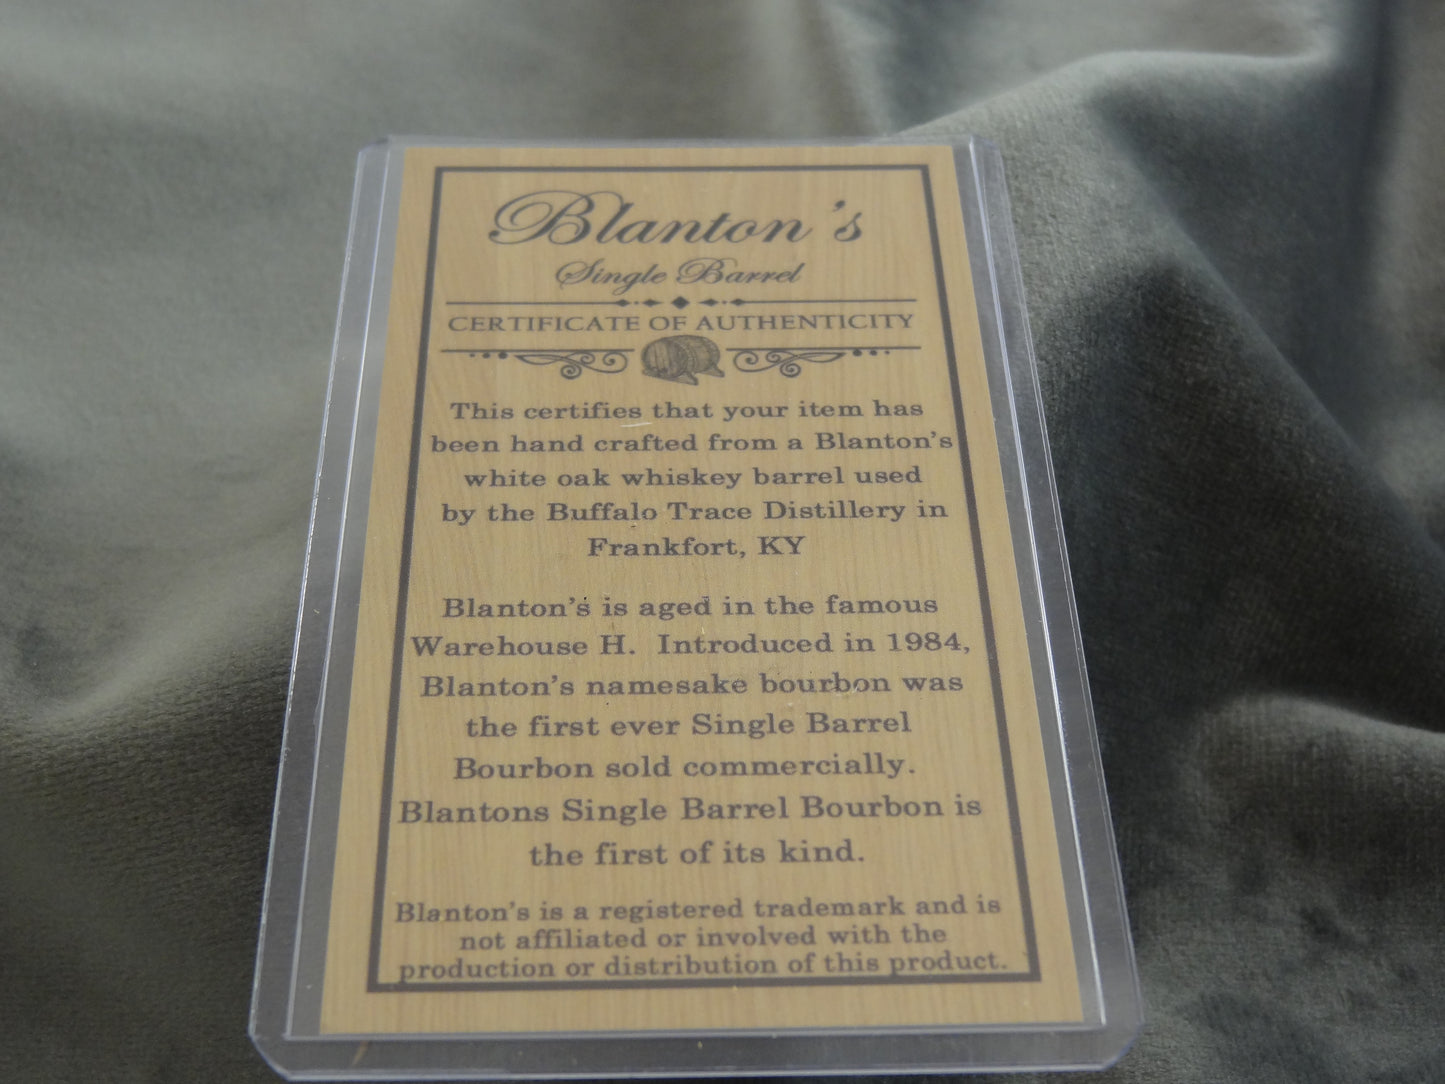 Blanton's
Single Barrel
CERTIFICATE OF AUTHENTICITY
This certifies that your item has
been hand crafted from a Blanton's
white oak whiskey barrel used
by the Buffalo Trace Distillery in
Frankfort, KY
Blanton's is aged in the famous
Warehouse H.  Introduced in 1984,
Blanton's namesake bourbon was
the first ever Single Barrel
Bourbon sold commercially.
Blantons Single Barrel Bourbon is
the first of its kind.
Blanton's is a registered trademark and is
not affiliated or involved with the
production or distribution of this product.